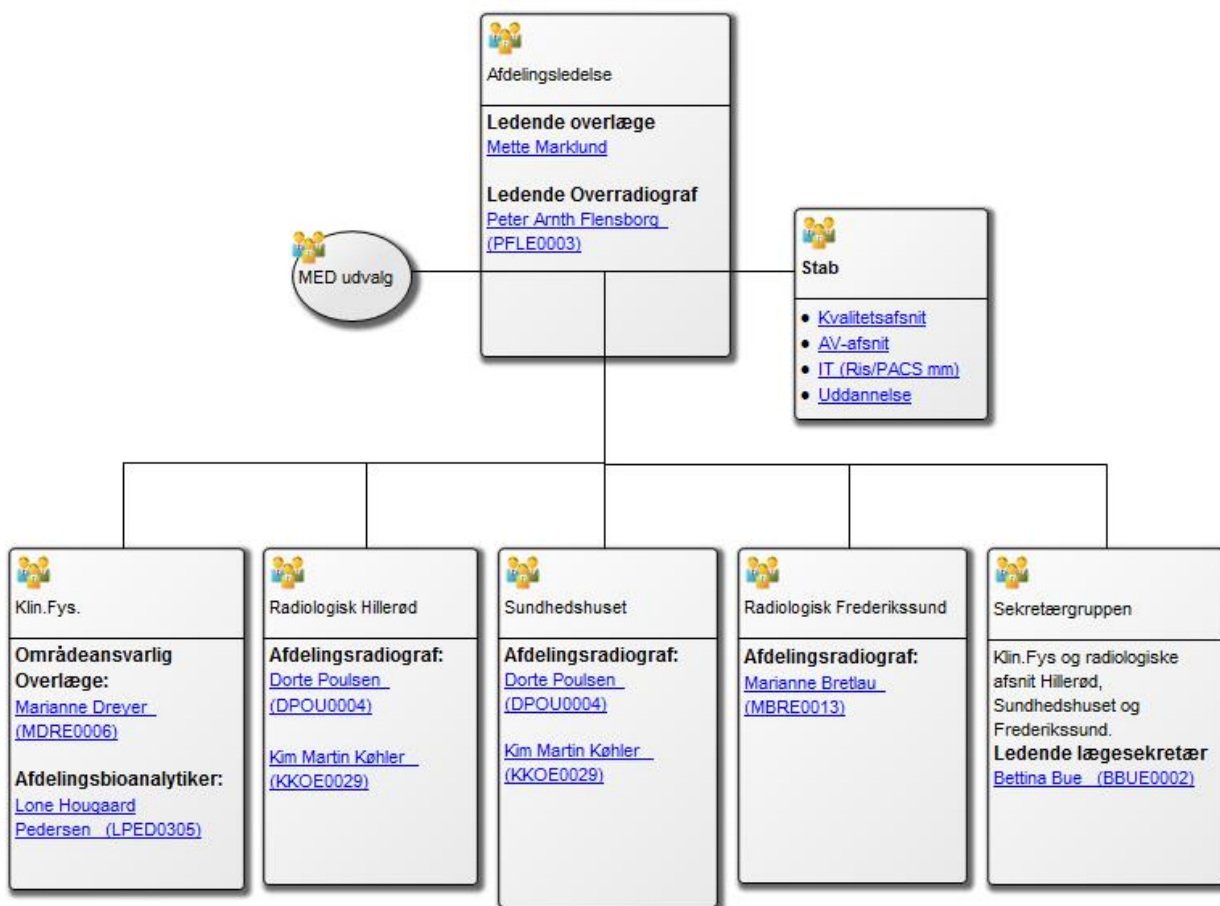 Afdelingsledelse
Ledende overlæge
Mette Marklund
Ledende Overradiograf
Peter Arnth Flensborg
(PFLE0003)
MED udvalg
Stab
• Kvalitetsafsnit
• AV-afsnit
• IT (Ris/PACS mm)
• Uddannelse
Klin.Fys.
Områdeansvarlig
Overlæge:
Marianne Dreyer
(MDRE0006)
Afdelingsbioanalytiker:
Lone Hougaard
Pedersen (LPED0305)
Radiologisk Hillerød
Afdelingsradiograf:
Dorte Poulsen
(DPOU0004)
Kim Martin Køhler
(KKOE0029)
Sundhedshuset
Afdelingsradiograf:
Dorte Poulsen
(DPOU0004)
Kim Martin Køhler
(KKOE0029)
Radiologisk Frederikssund
Afdelingsradiograf:
Marianne Bretlau
(MBRE0013)
Sekretærgruppen
Klin.Fys og radiologiske
afsnit Hillerød,
Sundhedshuset og
Frederikssund.
Ledende lægesekretær
Bettina Bue (BBUE0002)